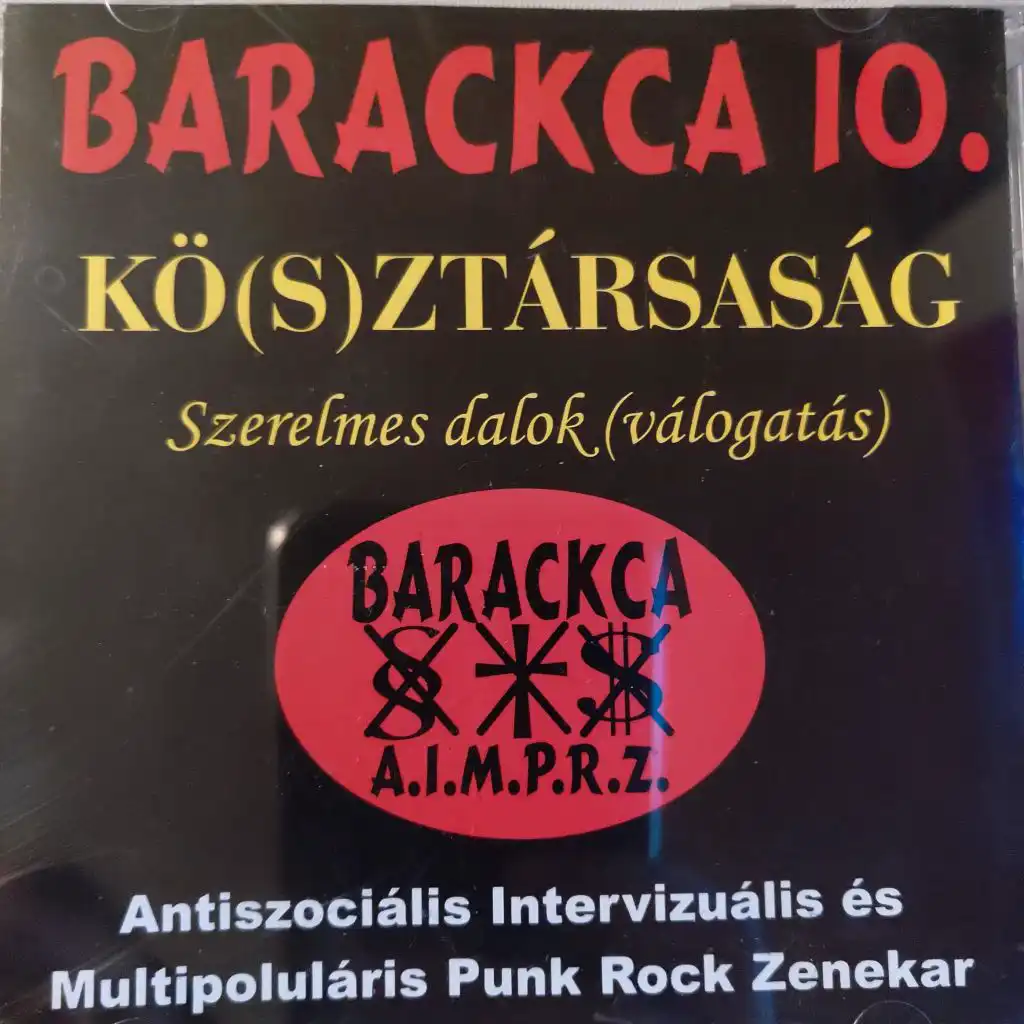 BARACKCA 10.
KÖ(S)ZTÁRSASÁG
Szerelmes dalok (válogatás)
BARACKCA
§ † $
A.I.M.P.R.Z.
Antiszociális Intervizuális és
Multipoluláris Punk Rock Zenekar